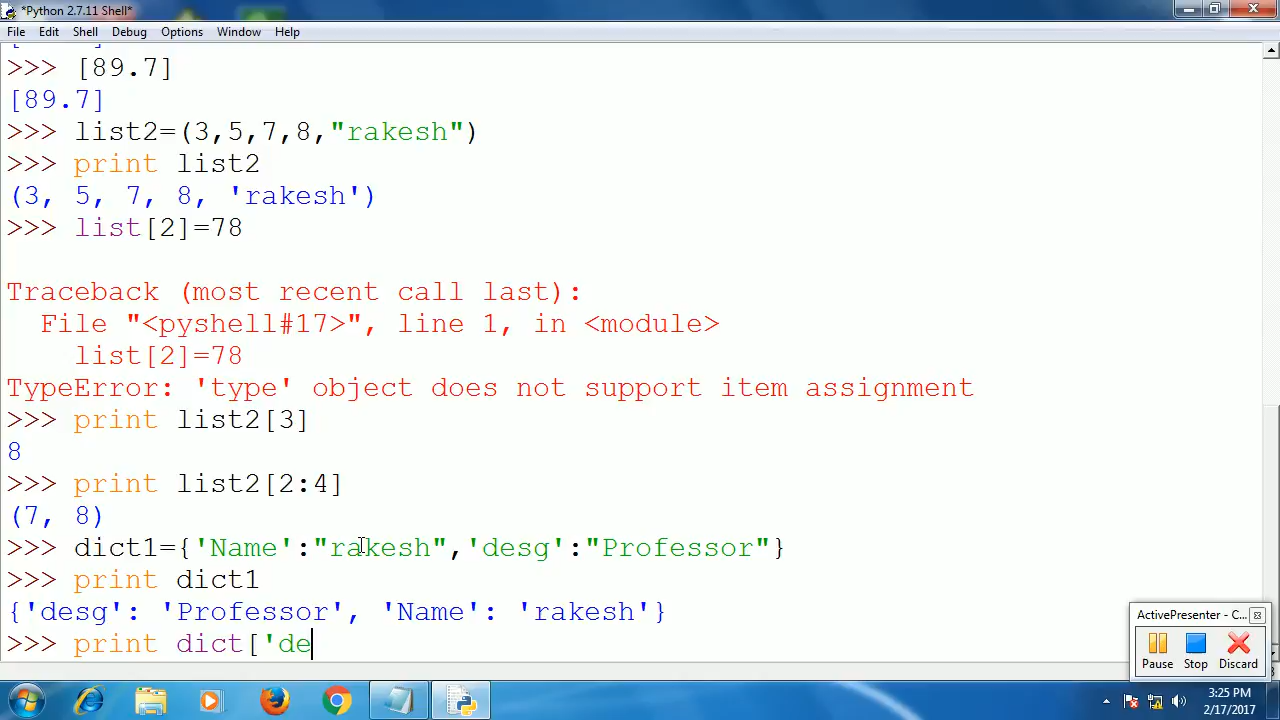 *Python 2.7.11 Shell*
File Edit Shell Debug Options Window Help
>>> [89.7]
[89.7]
>>> list2=(3,5,7,8,"rakesh")
>>> print list2
(3, 5, 7, 8, 'rakesh')
>>> list[2]=78
Traceback (most recent call last):
  File "<pyshell#17>", line 1, in <module>
    list[2]=78
TypeError: 'type' object does not support item assignment
>>> print list2[3]
8
>>> print list2[2:4]
(7, 8)
>>> dict1={'Name':"rakesh",'desg':"Professor"}
>>> print dict1
{'desg': 'Professor', 'Name': 'rakesh'}
>>> print dict['de
ActivePresenter - C...
Pause Stop Discard
3:25 PM
2/17/2017